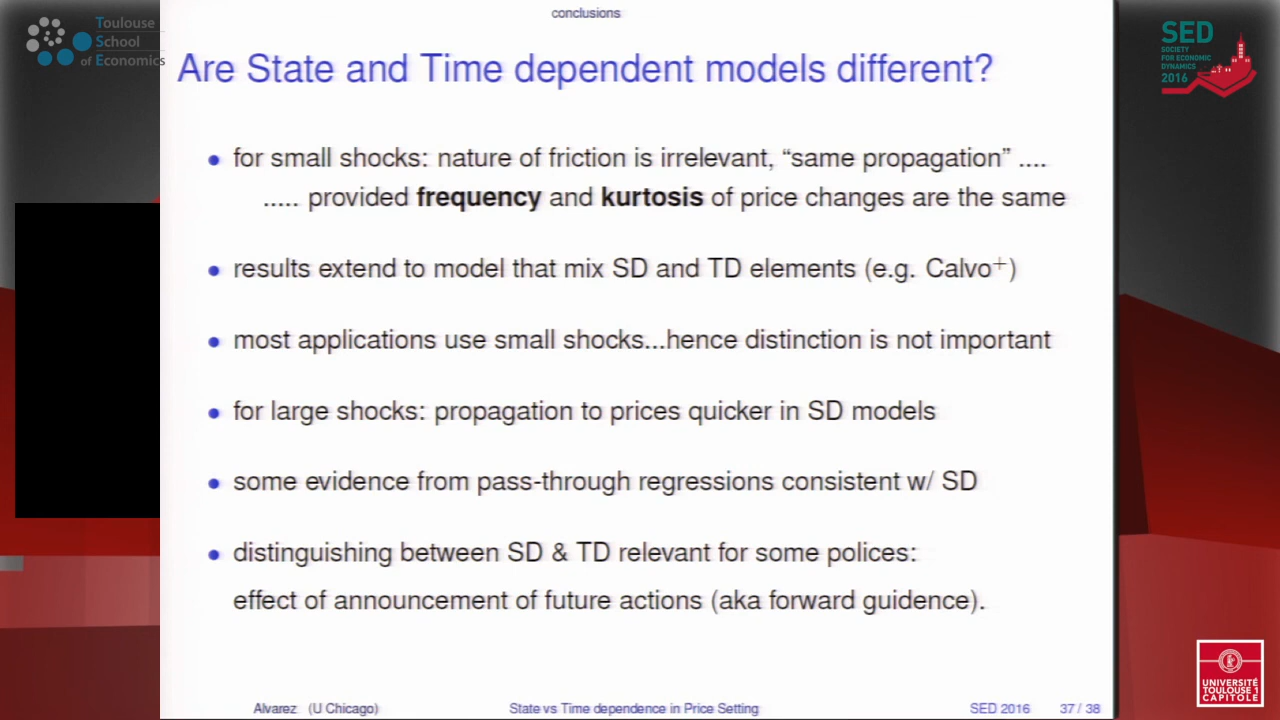 conclusions
Toulouse
School
of Economics
SED
SOCIETY
FOR ECONOMIC
DYNAMICS
2016
Are State and Time dependent models different?
for small shocks: nature of friction is irrelevant, “same propagation” ....
..... provided frequency and kurtosis of price changes are the same
results extend to model that mix SD and TD elements (e.g. Calvo+)
most applications use small shocks...hence distinction is not important
for large shocks: propagation to prices quicker in SD models
some evidence from pass-through regressions consistent w/ SD
distinguishing between SD & TD relevant for some polices:
effect of announcement of future actions (aka forward guidence).
UNIVERSITÉ
TOULOUSE 1
CAPITOLE
Alvarez (U Chicago)
State vs Time dependence in Price Setting
SED 2016
37 / 38